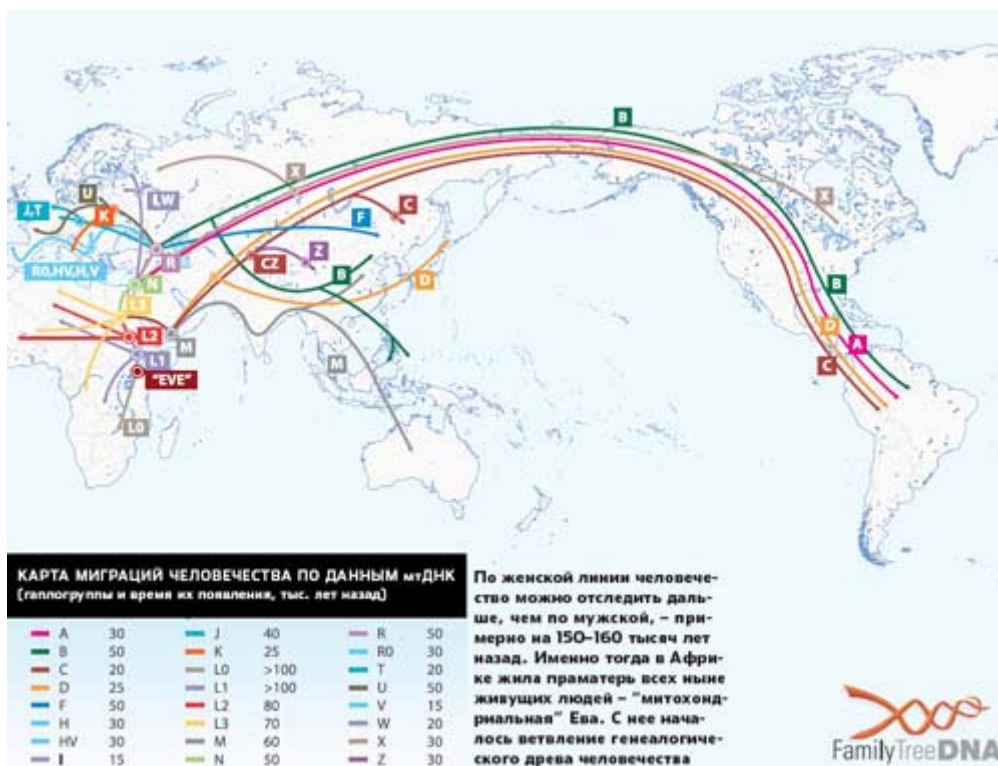 B
X
X
U
I,W
C
J,T
K
F
Z
R
CZ
B
R0,HV,H,V
N
D
B
L3
L2
M
D
A
L1
M
C
"EVE"
L0
КАРТА МИГРАЦИЙ ЧЕЛОВЕЧЕСТВА ПО ДАННЫМ мтДНК
(гаплогруппы и время их появления, тыс. лет назад)
A 30 J 40 R 50
B 50 K 25 R0 30
C 20 L0 >100 T 20
D 25 L1 >100 U 50
F 50 L2 80 V 15
H 30 L3 70 W 20
HV 30 M 60 X 30
I 15 N 50 Z 30
По женской линии человече-
ство можно отследить даль-
ше, чем по мужской, – при-
мерно на 150–160 тысяч лет
назад. Именно тогда в Афри-
ке жила праматерь всех ныне
живущих людей – "митохонд-
риальная" Ева. С нее нача-
лось ветвление генеалогиче-
ского древа человечества
FamilyTreeDNA